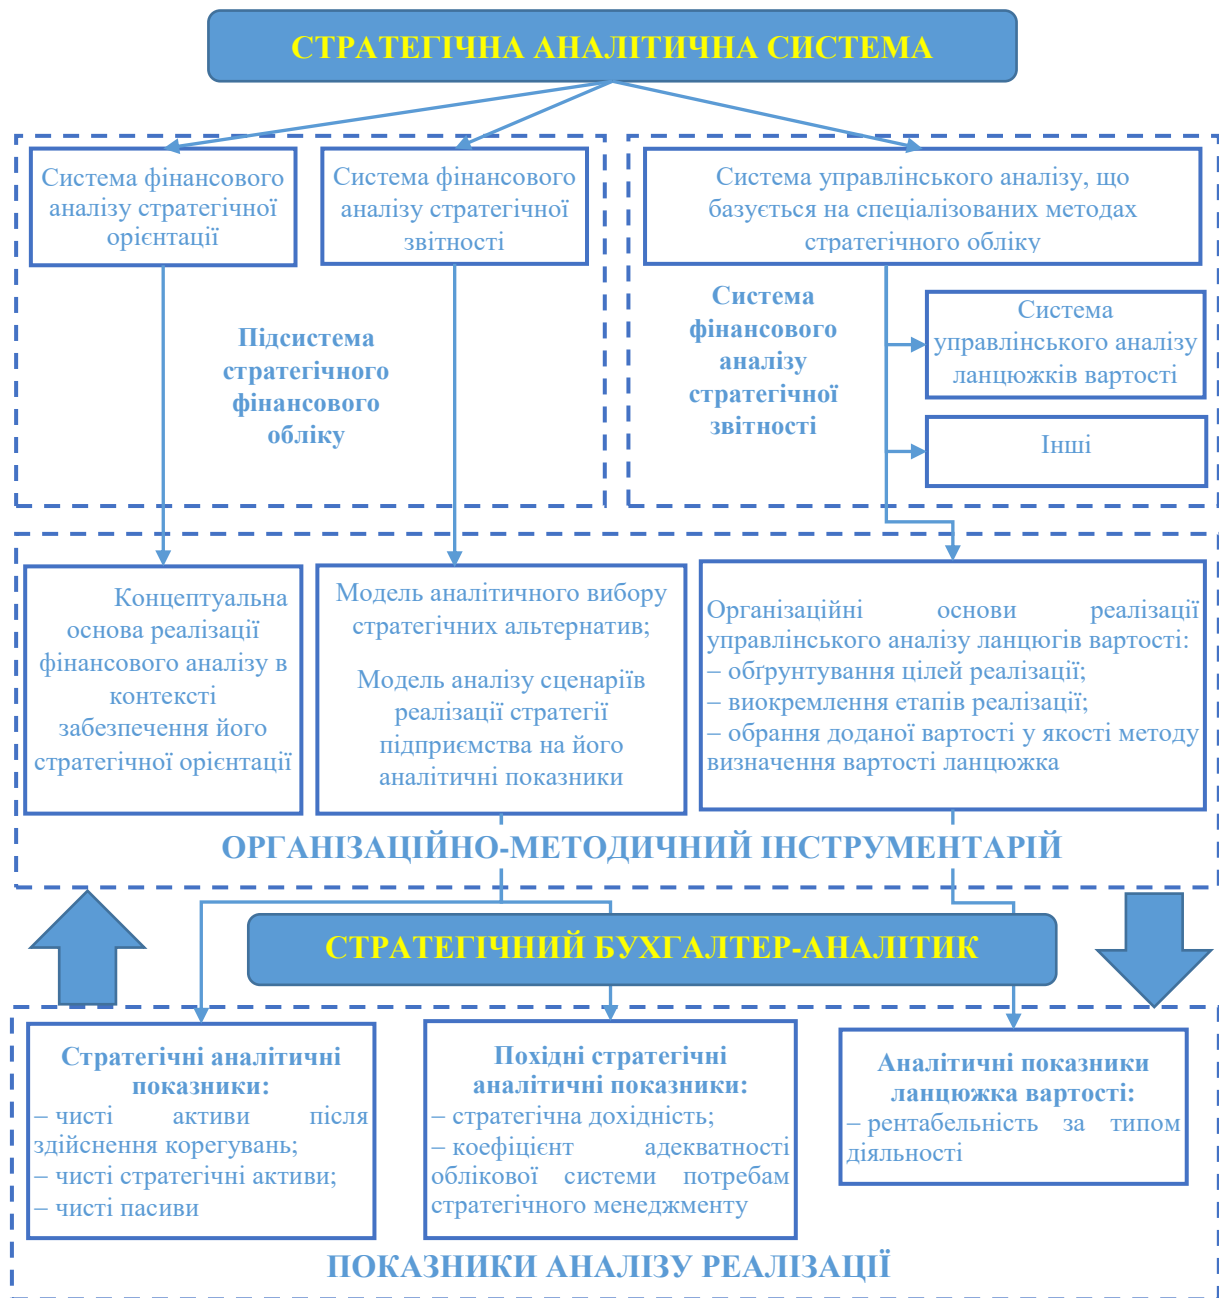 СТРАТЕГІЧНА АНАЛІТИЧНА СИСТЕМА
Система фінансового
аналізу стратегічної
орієнтації
Система фінансового
аналізу стратегічної
звітності
Система управлінського аналізу, що
базується на спеціалізованих методах
стратегічного обліку
Підсистема
стратегічного
фінансового
обліку
Система
фінансового
аналізу
стратегічної
звітності
Система
управлінського аналізу
ланцюжків вартості
Інші
Концептуальна
основа реалізації
фінансового аналізу в
контексті
забезпечення його
стратегічної орієнтації
Модель аналітичного вибору
стратегічних альтернатив;
Модель аналізу сценаріїв
реалізації стратегії
підприємства на його
аналітичні показники
Організаційні основи реалізації
управлінського аналізу ланцюгів вартості:
– обґрунтування цілей реалізації;
– виокремлення етапів реалізації;
– обрання доданої вартості у якості методу
визначення вартості ланцюжка
ОРГАНІЗАЦІЙНО-МЕТОДИЧНИЙ ІНСТРУМЕНТАРІЙ
СТРАТЕГІЧНИЙ БУХГАЛТЕР-АНАЛІТИК
Стратегічні аналітичні
показники:
– чисті активи після
здійснення корегувань;
– чисті стратегічні активи;
– чисті пасиви
Похідні стратегічні
аналітичні показники:
– стратегічна дохідність;
– коефіцієнт адекватності
облікової системи потребам
стратегічного менеджменту
Аналітичні показники
ланцюжка вартості:
– рентабельність за типом
діяльності
ПОКАЗНИКИ АНАЛІЗУ РЕАЛІЗАЦІЇ